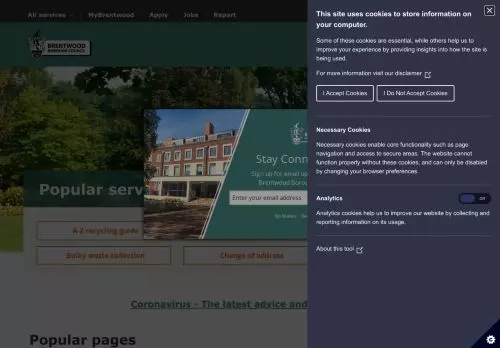 All services
MyBrentwood
Apply
Jobs
Report
BRENTWOOD
BOROUGH COUNCIL
Popular serv
A-Z recycling guide
Bulky waste collection
Change of address
Coronavirus – The latest advice and
Popular pages
Stay Conn
Sign up for email up
Brentwood Boro
Enter your email address
This site uses cookies to store information on
your computer.
Some of these cookies are essential, while others help us to
improve your experience by providing insights into how the site is
being used.
For more information visit our disclaimer
I Accept Cookies
I Do Not Accept Cookies
Necessary Cookies
Necessary cookies enable core functionality such as page
navigation and access to secure areas. The website cannot
function properly without these cookies, and can only be disabled
by changing your browser preferences.
Analytics
Off
Analytics cookies help us to improve our website by collecting and
reporting information on its usage.
About this tool